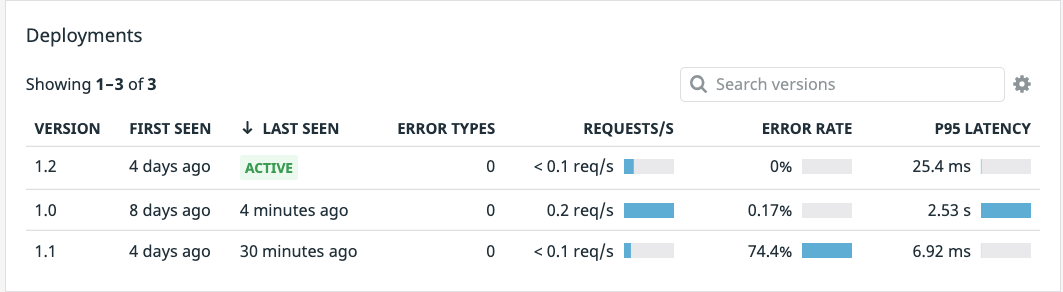 Deployments
Showing 1–3 of 3
Search versions
VERSION FIRST SEEN ↓ LAST SEEN ERROR TYPES REQUESTS/S ERROR RATE P95 LATENCY
1.2 4 days ago ACTIVE 0 < 0.1 req/s 0% 25.4 ms
1.0 8 days ago 4 minutes ago 0 0.2 req/s 0.17% 2.53 s
1.1 4 days ago 30 minutes ago 0 < 0.1 req/s 74.4% 6.92 ms